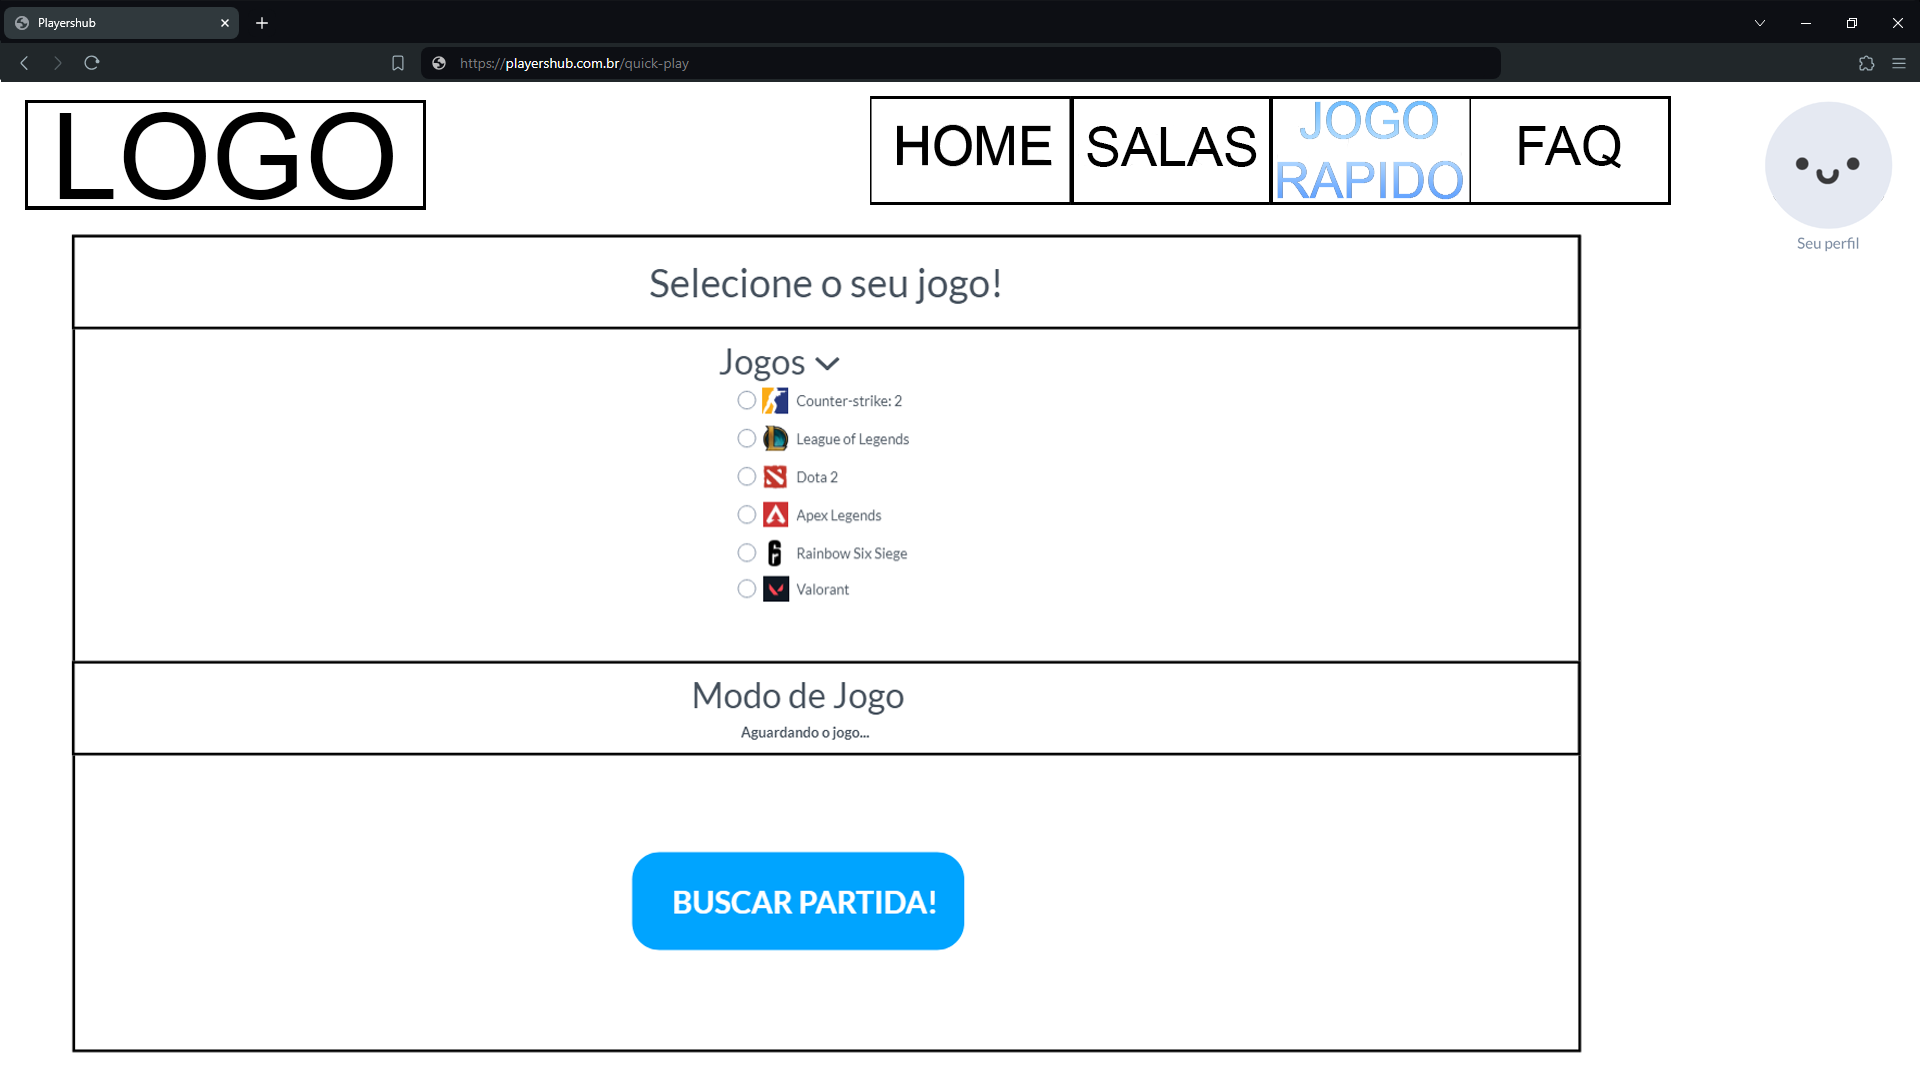 Playershub
https://playershub.com.br/quick-play
LOGO
HOME
SALAS
JOGO
RAPIDO
FAQ
Seu perfil
Selecione o seu jogo!
Jogos
Counter-strike: 2
League of Legends
Dota 2
Apex Legends
Rainbow Six Siege
Valorant
Modo de Jogo
Aguardando o jogo...
BUSCAR PARTIDA!